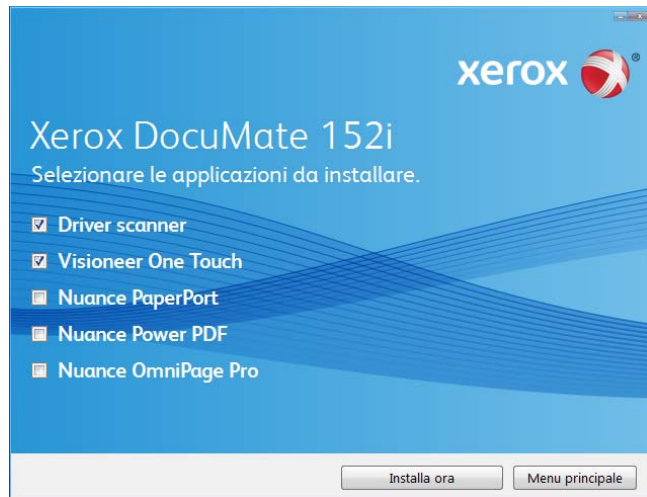 xerox ®
Xerox DocuMate 152i
Selezionare le applicazioni da installare.
Driver scanner
Visioneer One Touch
Nuance PaperPort
Nuance Power PDF
Nuance OmniPage Pro
Installa ora Menu principale